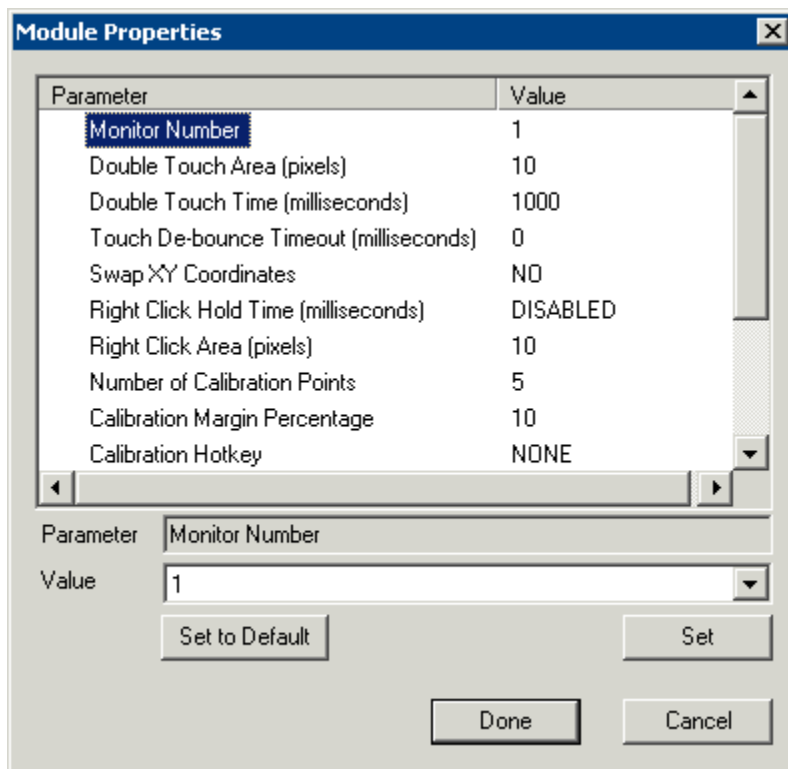 Module Properties
Parameter Value
Monitor Number 1
Double Touch Area (pixels) 10
Double Touch Time (milliseconds) 1000
Touch De-bounce Timeout (milliseconds) 0
Swap XY Coordinates NO
Right Click Hold Time (milliseconds) DISABLED
Right Click Area (pixels) 10
Number of Calibration Points 5
Calibration Margin Percentage 10
Calibration Hotkey NONE
Parameter Monitor Number
Value 1
Set to Default Set
Done Cancel